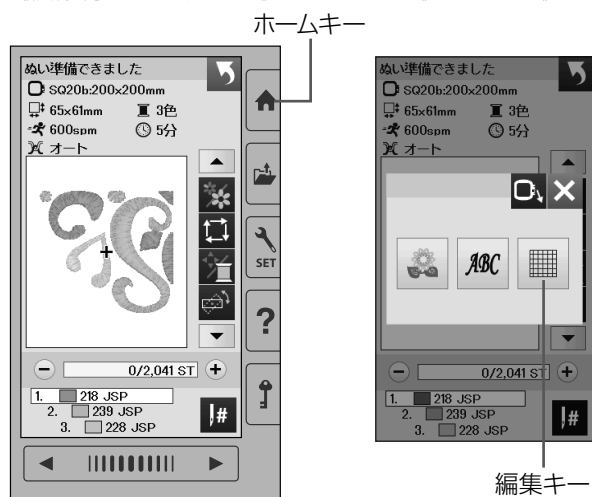 ホームキー
ぬい準備できました
SQ20b:200×200mm
65×61mm 3色
600spm 5分
オート
SET
?
0/2,041 ST
1. 218 JSP
2. 239 JSP
3. 228 JSP
#
ぬい準備できました
SQ20b:200×200mm
65×61mm 3色
600spm 5分
オート
ABC
0/2,041 ST
1. 218 JSP
2. 239 JSP
3. 228 JSP
#
編集キー